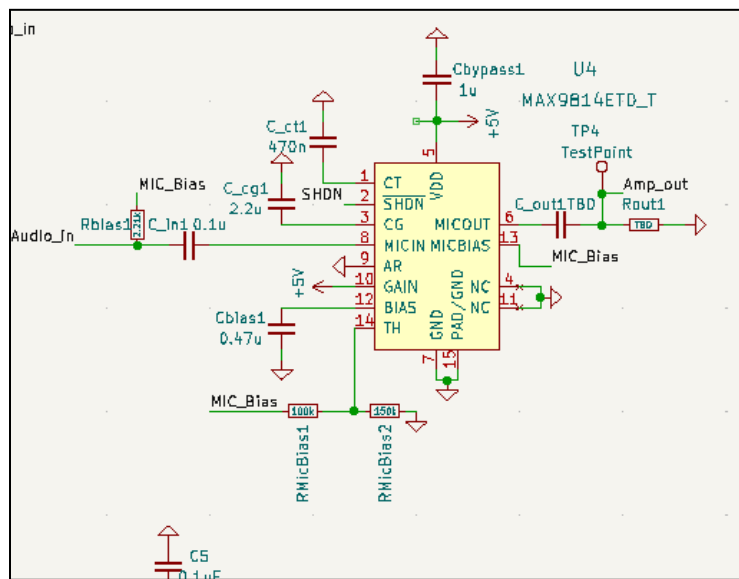 _in
Cbypass1
1u
+5V
U4
MAX9814ETD_T
TP4
TestPoint
C_ct1
470n
MIC_Bias
C_cg1
2.2u
SHDN
Rbias1
2.21k
C_in1 0.1u
Audio_in
C_out1 TBD
Amp_out
Rout1
TBD
MIC_Bias
+5V
Cbias1
0.47u
1 CT
2 SHDN
3 CG
8 MICIN
9 AR
10 GAIN
12 BIAS
14 TH
5 VDD
MICOUT 6
MICBIAS 13
NC 4
NC 11
GND 7
PAD/GND 15
MIC_Bias
100k
150k
RMicBias1
RMicBias2
C5
0.1uF